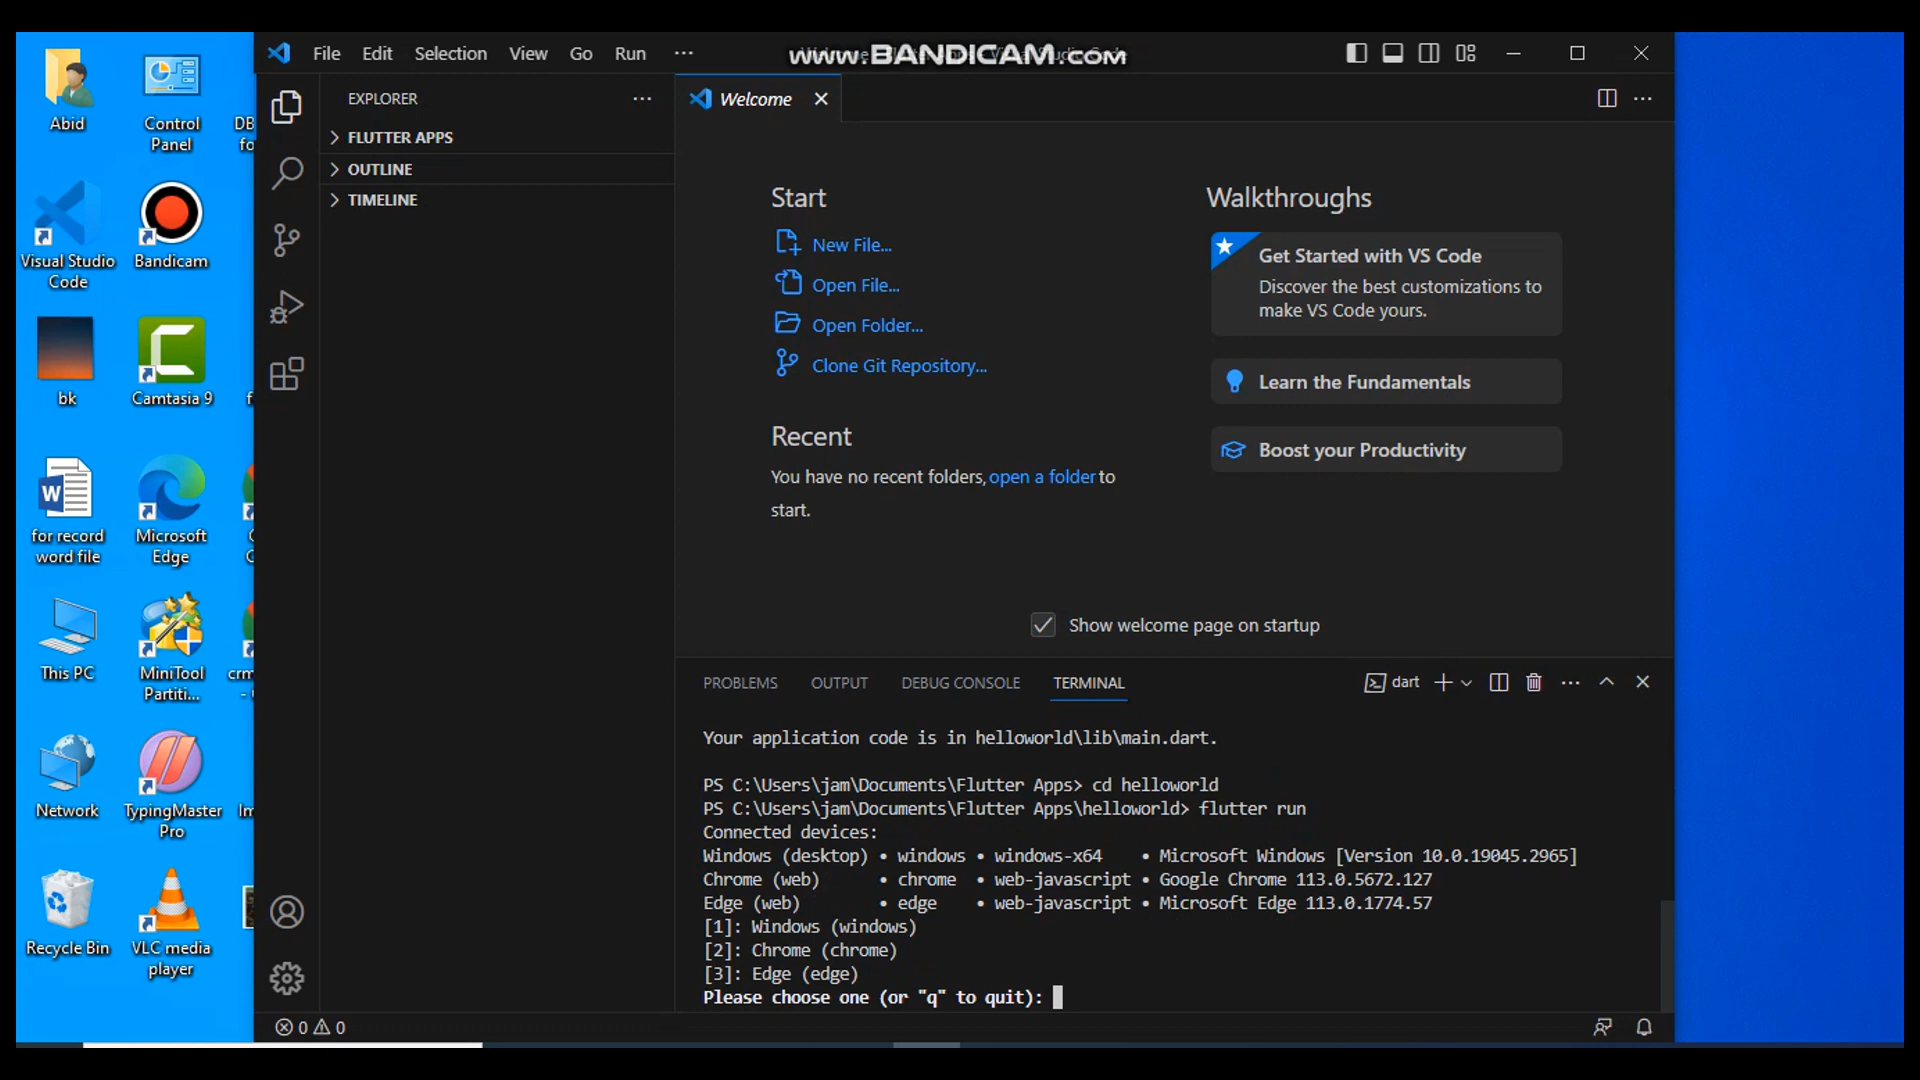 File Edit Selection View Go Run ···
www.BANDICAM.com
Abid
Control
Panel
Visual Studio
Code
Bandicam
bk
Camtasia 9
for record
word file
Microsoft
Edge
This PC
MiniTool
Partiti...
Network
TypingMaster
Pro
Recycle Bin
VLC media
player
EXPLORER
FLUTTER APPS
OUTLINE
TIMELINE
Welcome
Start
New File...
Open File...
Open Folder...
Clone Git Repository...
Recent
You have no recent folders, open a folder to
start.
Walkthroughs
Get Started with VS Code
Discover the best customizations to
make VS Code yours.
Learn the Fundamentals
Boost your Productivity
Show welcome page on startup
PROBLEMS OUTPUT DEBUG CONSOLE TERMINAL
dart
Your application code is in helloworld\lib\main.dart.
PS C:\Users\jam\Documents\Flutter Apps> cd helloworld
PS C:\Users\jam\Documents\Flutter Apps\helloworld> flutter run
Connected devices:
Windows (desktop) • windows • windows-x64 • Microsoft Windows [Version 10.0.19045.2965]
Chrome (web) • chrome • web-javascript • Google Chrome 113.0.5672.127
Edge (web) • edge • web-javascript • Microsoft Edge 113.0.1774.57
[1]: Windows (windows)
[2]: Chrome (chrome)
[3]: Edge (edge)
Please choose one (or "q" to quit):
0 0